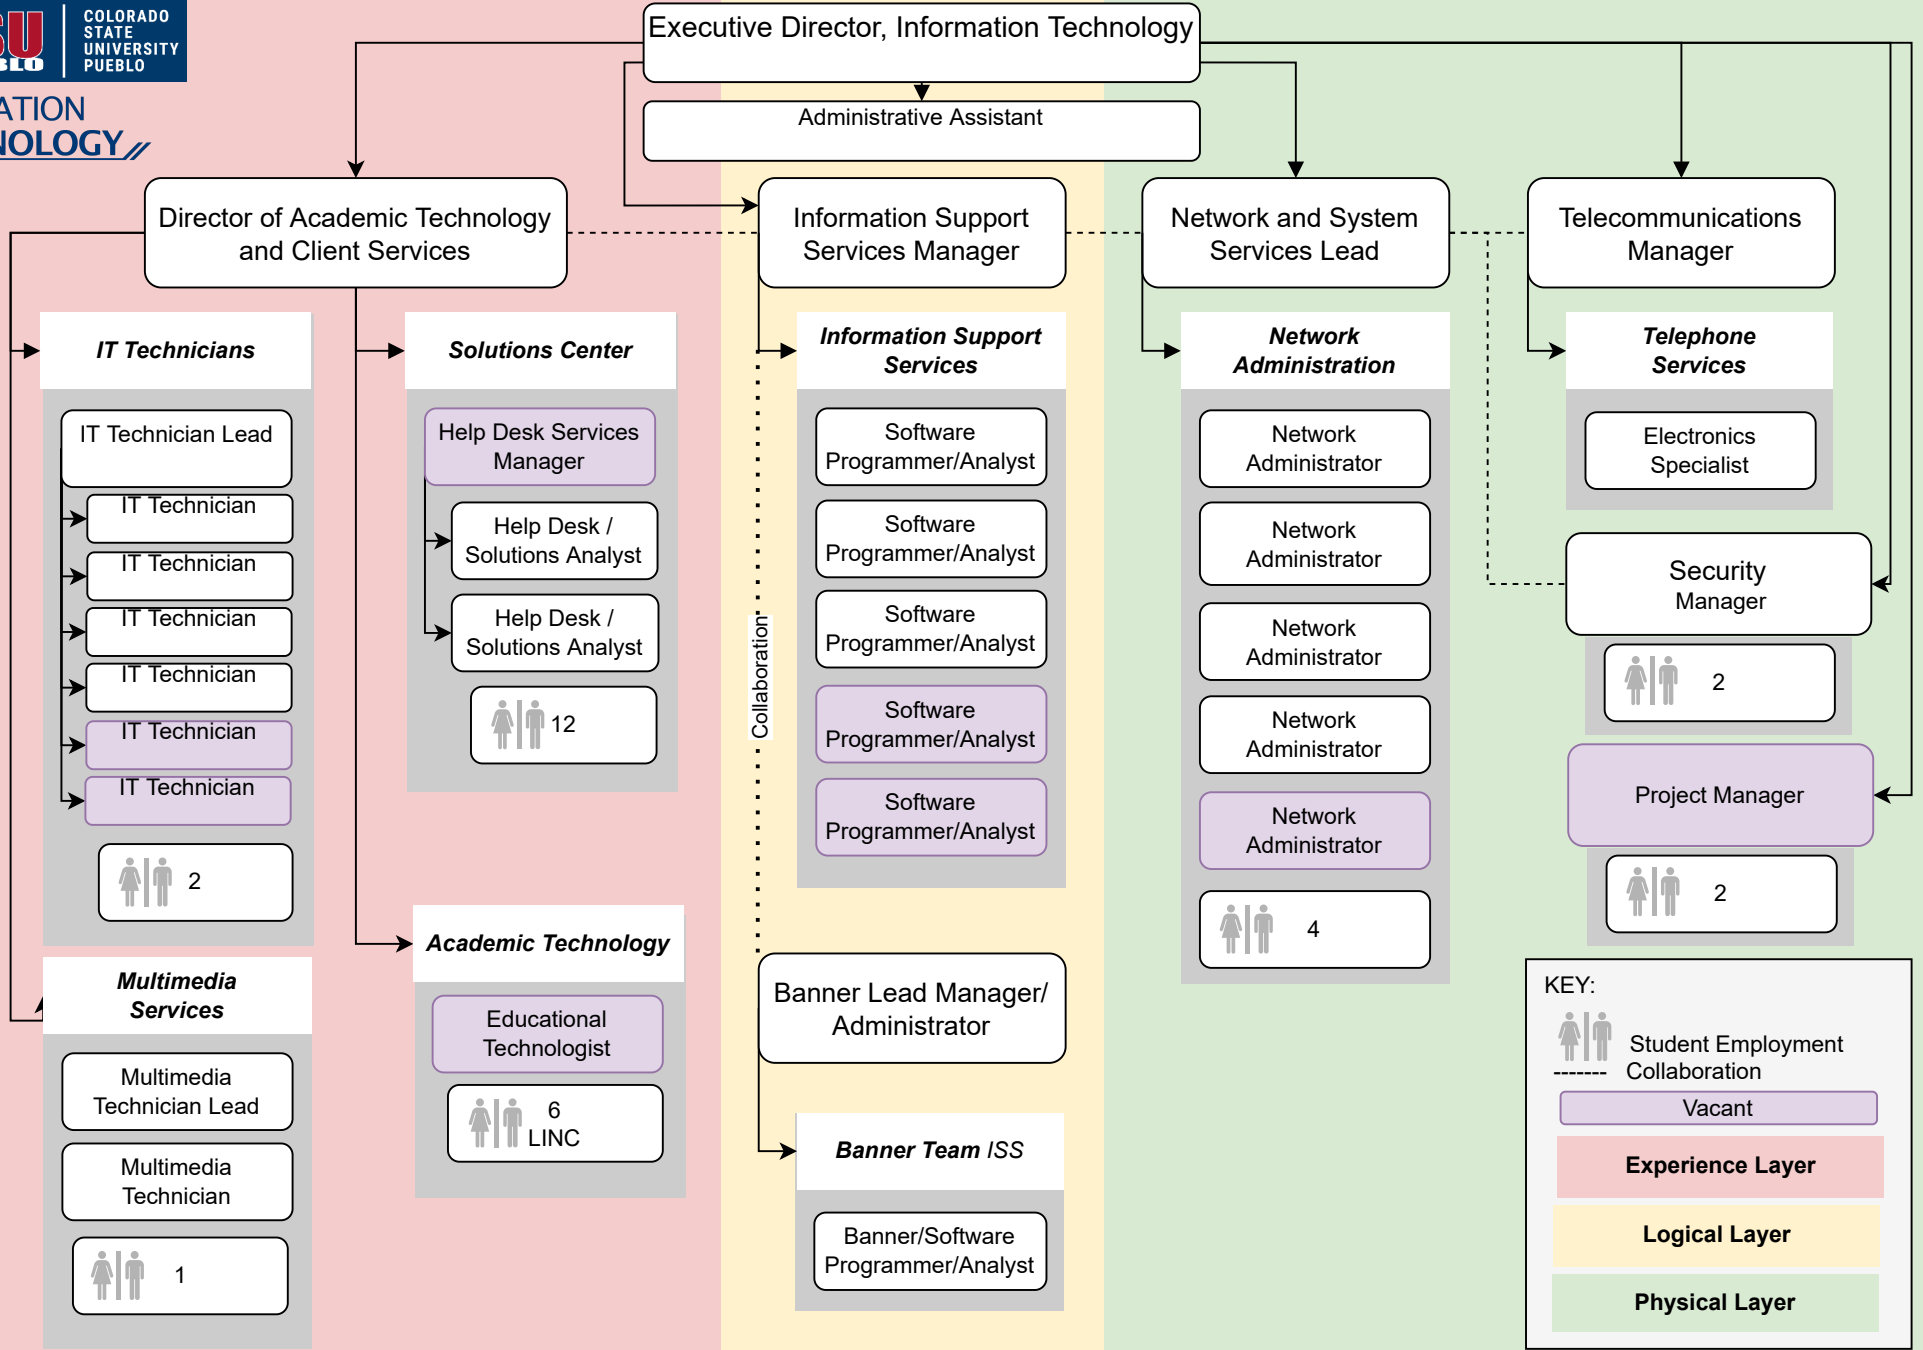 COLORADO
STATE
UNIVERSITY
PUEBLO
Executive Director, Information Technology
Administrative Assistant
Director of Academic Technology
and Client Services
Information Support
Services Manager
Network and System
Services Lead
Telecommunications
Manager
IT Technicians
IT Technician Lead
IT Technician
IT Technician
IT Technician
IT Technician
IT Technician
IT Technician
2
Multimedia
Services
Multimedia
Technician Lead
Multimedia
Technician
1
Solutions Center
Help Desk Services
Manager
Help Desk /
Solutions Analyst
Help Desk /
Solutions Analyst
12
Academic Technology
Educational
Technologist
6
LINC
Collaboration
Information Support
Services
Software
Programmer/Analyst
Software
Programmer/Analyst
Software
Programmer/Analyst
Software
Programmer/Analyst
Software
Programmer/Analyst
Banner Lead Manager/
Administrator
Banner Team ISS
Banner/Software
Programmer/Analyst
Network
Administration
Network
Administrator
Network
Administrator
Network
Administrator
Network
Administrator
Network
Administrator
4
Telephone
Services
Electronics
Specialist
Security
Manager
2
Project Manager
2
KEY:
Student Employment
Collaboration
Vacant
Experience Layer
Logical Layer
Physical Layer